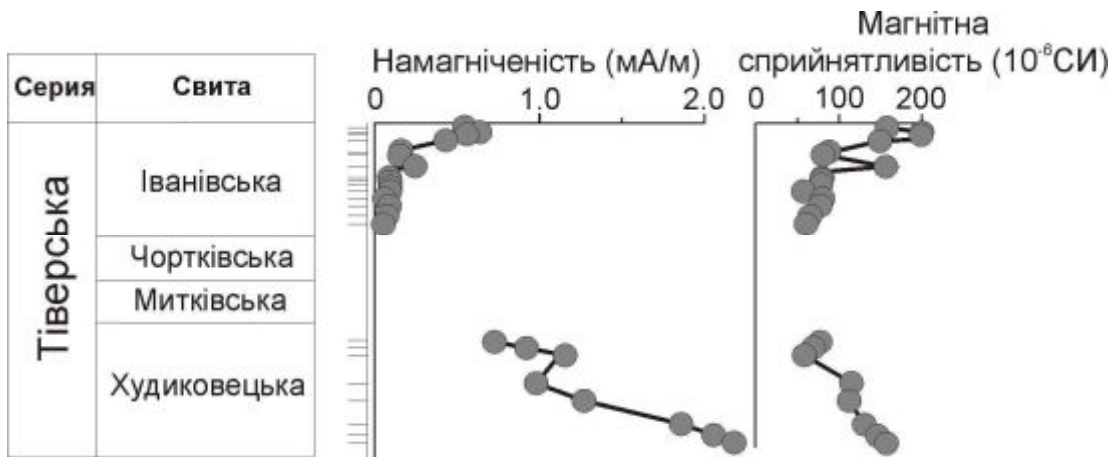 Серия
Свита
Намагніченість (мА/м)
Магнітна
сприйнятливість (10⁻⁶СИ)
0 1.0 2.0
0 100 200
Тіверська
Іванівська
Чортківська
Митківська
Худиковецька